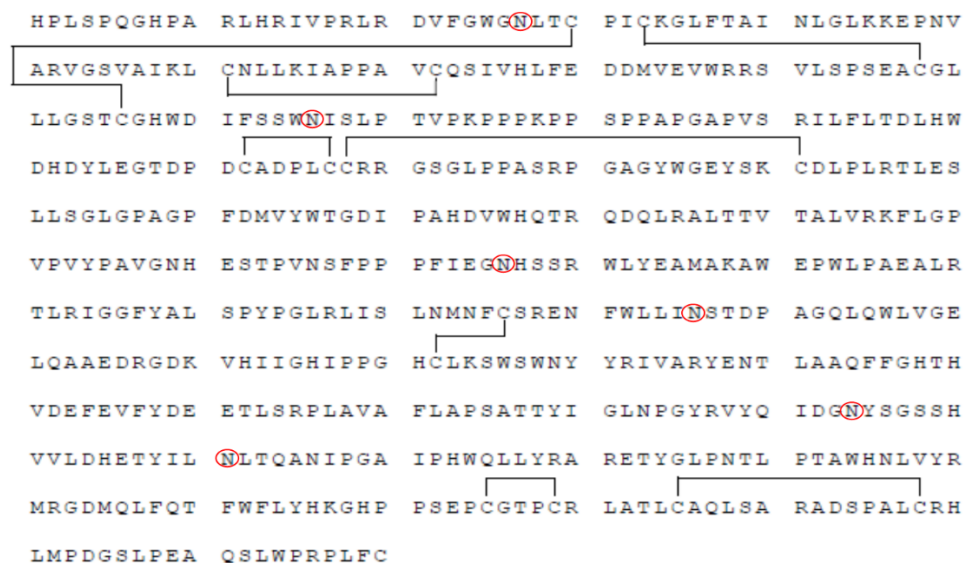 HPLSPQGHPA RLHRIVPRLR DVFGWGNLTC PICKGLFTAI NLGLKKEPNV
ARVGSVAIKL CNLLKIAPPA VCQSIVHLFE DDMVEVWRRS VLSPSEACGL
LLGSTCGHWD IFSSWNISLP TVPKPPPKPP SPPAPGAPVS RILFLTDLHW
DHDYLEGTDP DCADPLCCRR GSGLPPASRP GAGYWGEYSK CDLPLRTLES
LLSGLGPAGP FDMVYWTGDI PAHDVWHQTR QDQLRALTTV TALVRKFLGP
VPVYPAVGNH ESTPVNSFPP PFIEGNHSSR WLYEAMAKAW EPWLPAEALR
TLRIGGFYAL SPYPGLRLIS LNMNFCSREN FWLLINSTDP AGQLQWLVGE
LQAAEDRGDK VHIIGHIPPG HCLKSWSWNY YRIVARYENT LAAQFFGHTH
VDEFEVFYDE ETLSRPLAVA FLAPSATTYI GLNPGYRVYQ IDGNYSGSSH
VVLDHETYIL NLTQANIPGA IPHWQLLYRA RETYGLPNTL PTAWHNLVYR
MRGDMQLFQT FWFLYHKGHP PSEPCGTPCR LATLCAQLSA RADSPALCRH
LMPDGSLPEA QSLWPRPLFC